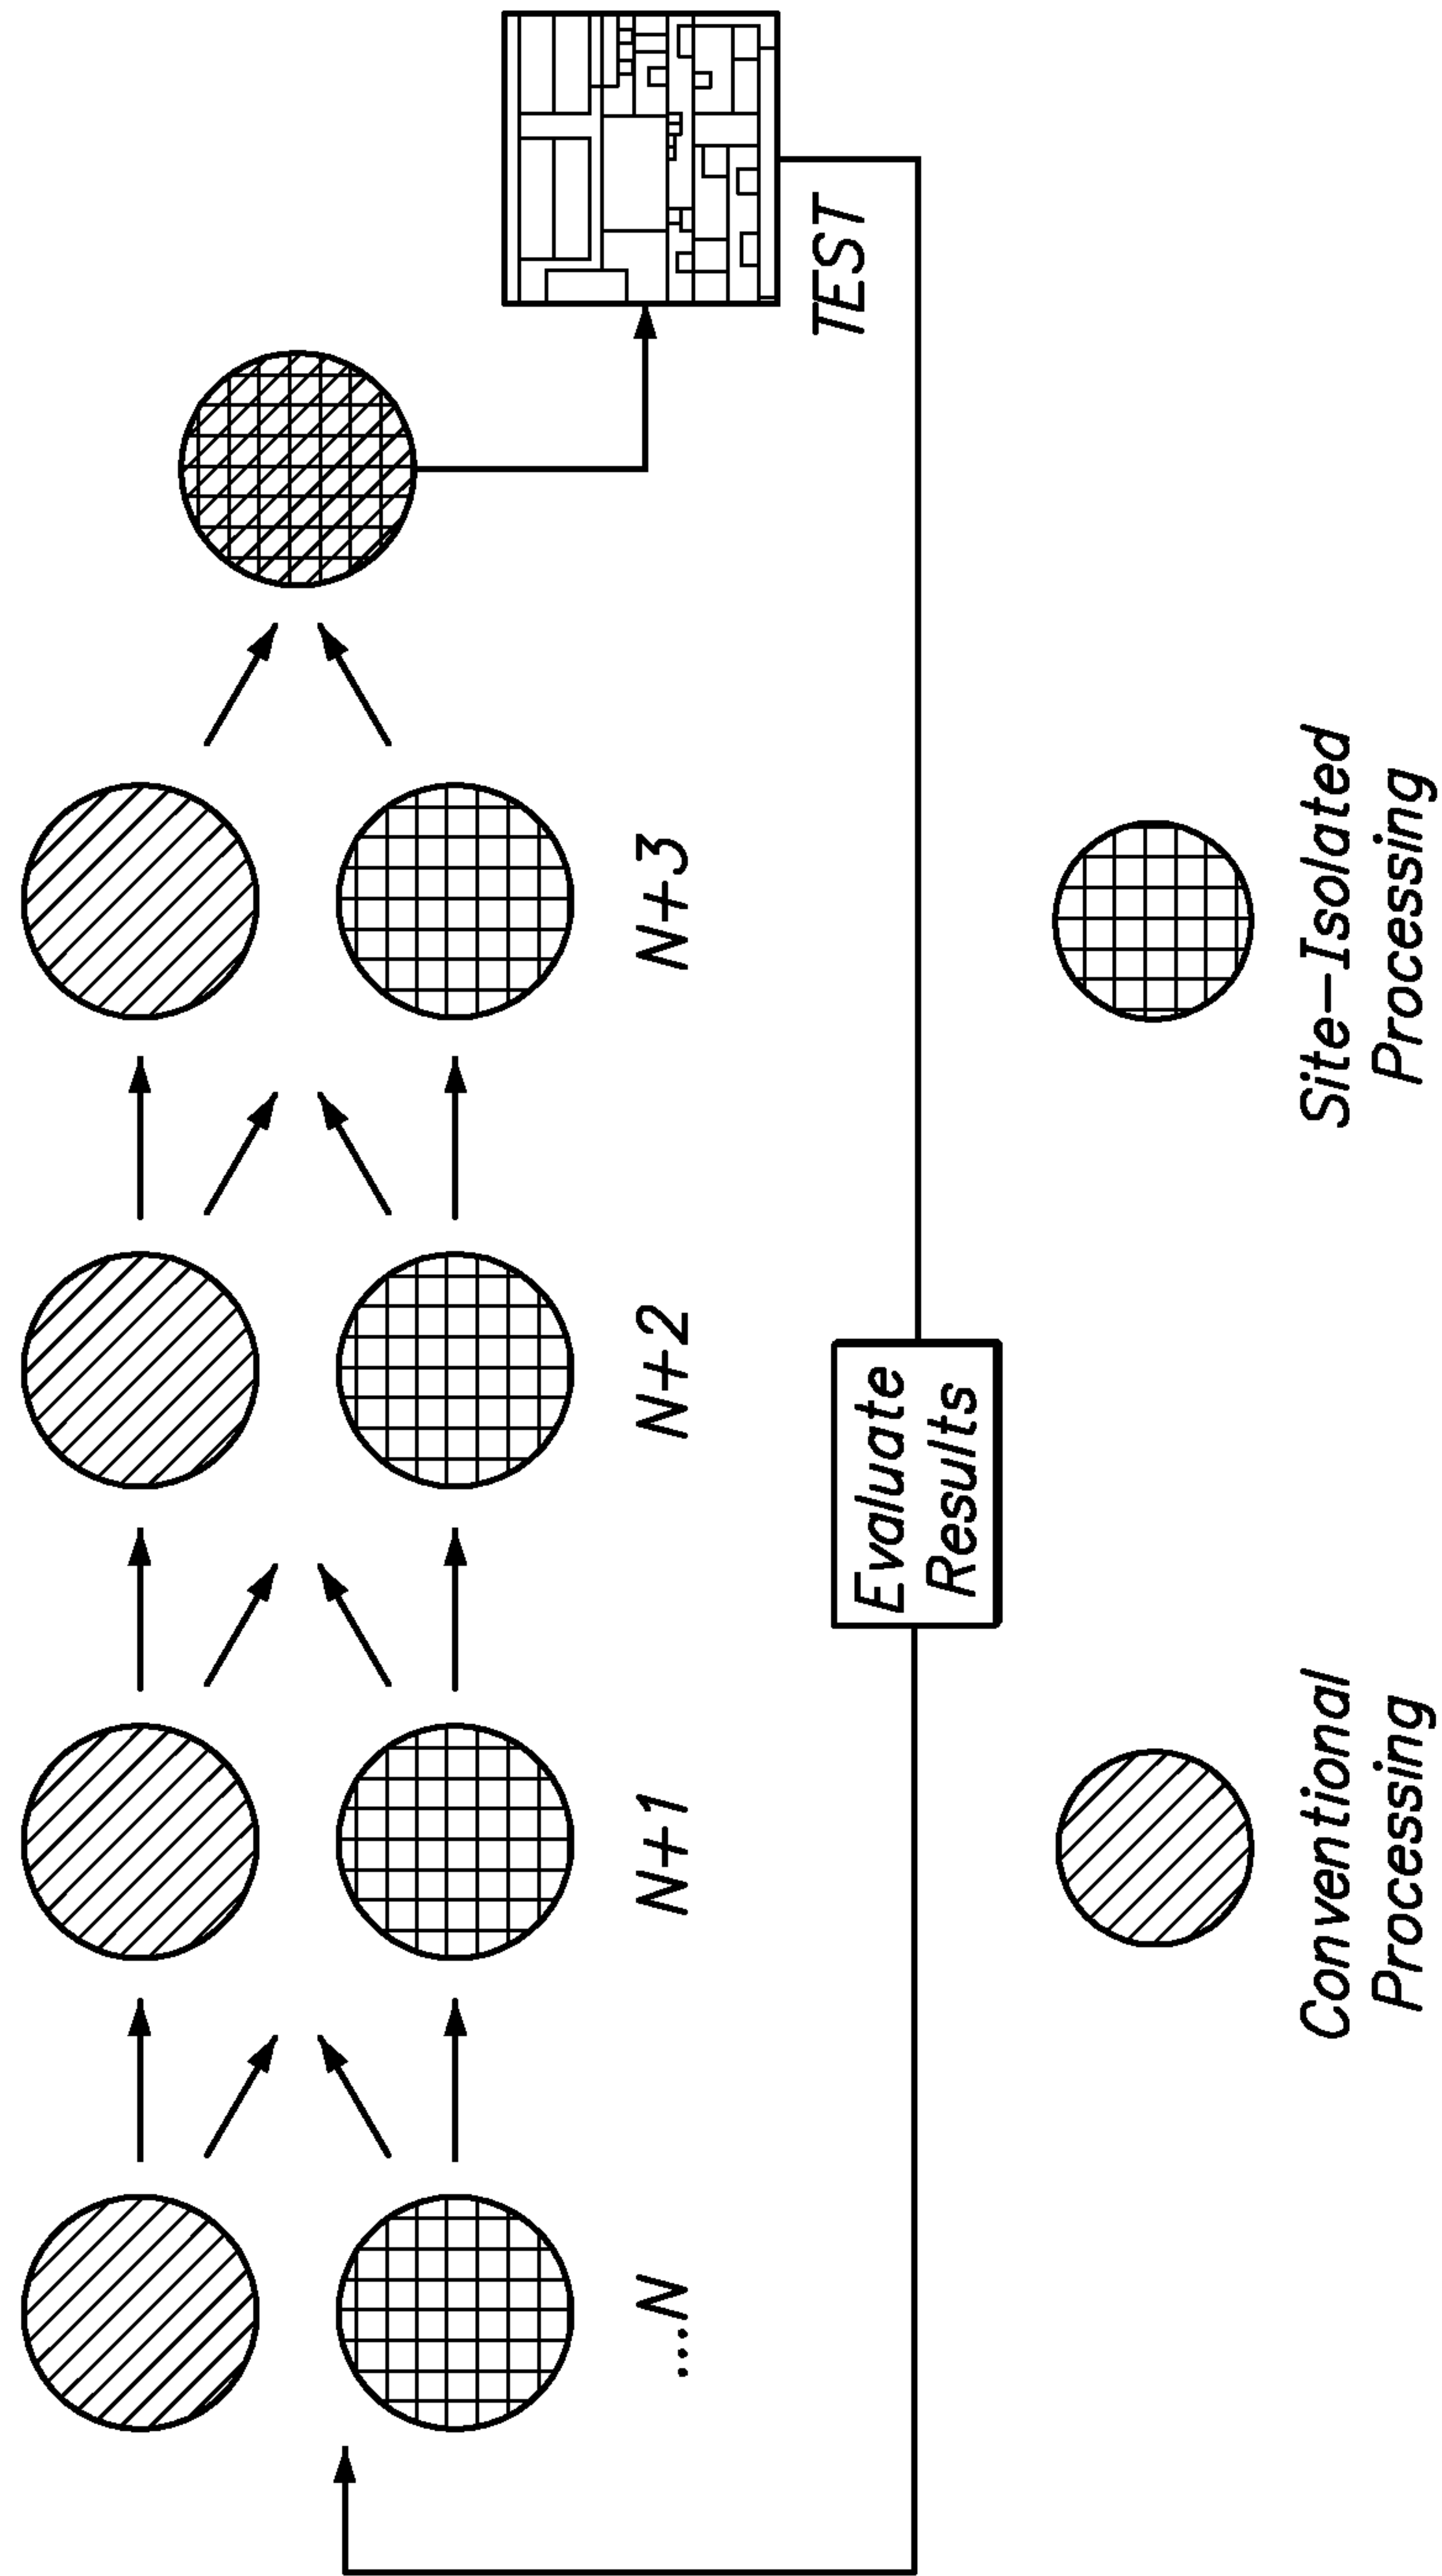 ...N
N+1
N+2
N+3
TEST
Evaluate
Results
Conventional
Processing
Site-Isolated
Processing